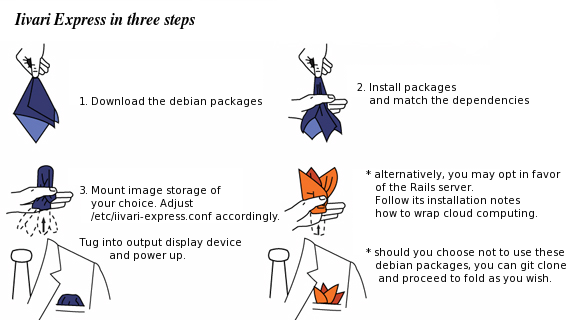 Iivari Express in three steps
1. Download the debian packages
2. Install packages
and match the dependencies
3. Mount image storage of
your choice. Adjust
/etc/iivari-express.conf accordingly.
Tug into output display device
and power up.
* alternatively, you may opt in favor
of the Rails server.
Follow its installation notes
how to wrap cloud computing.
* should you choose not to use these
debian packages, you can git clone
and proceed to fold as you wish.